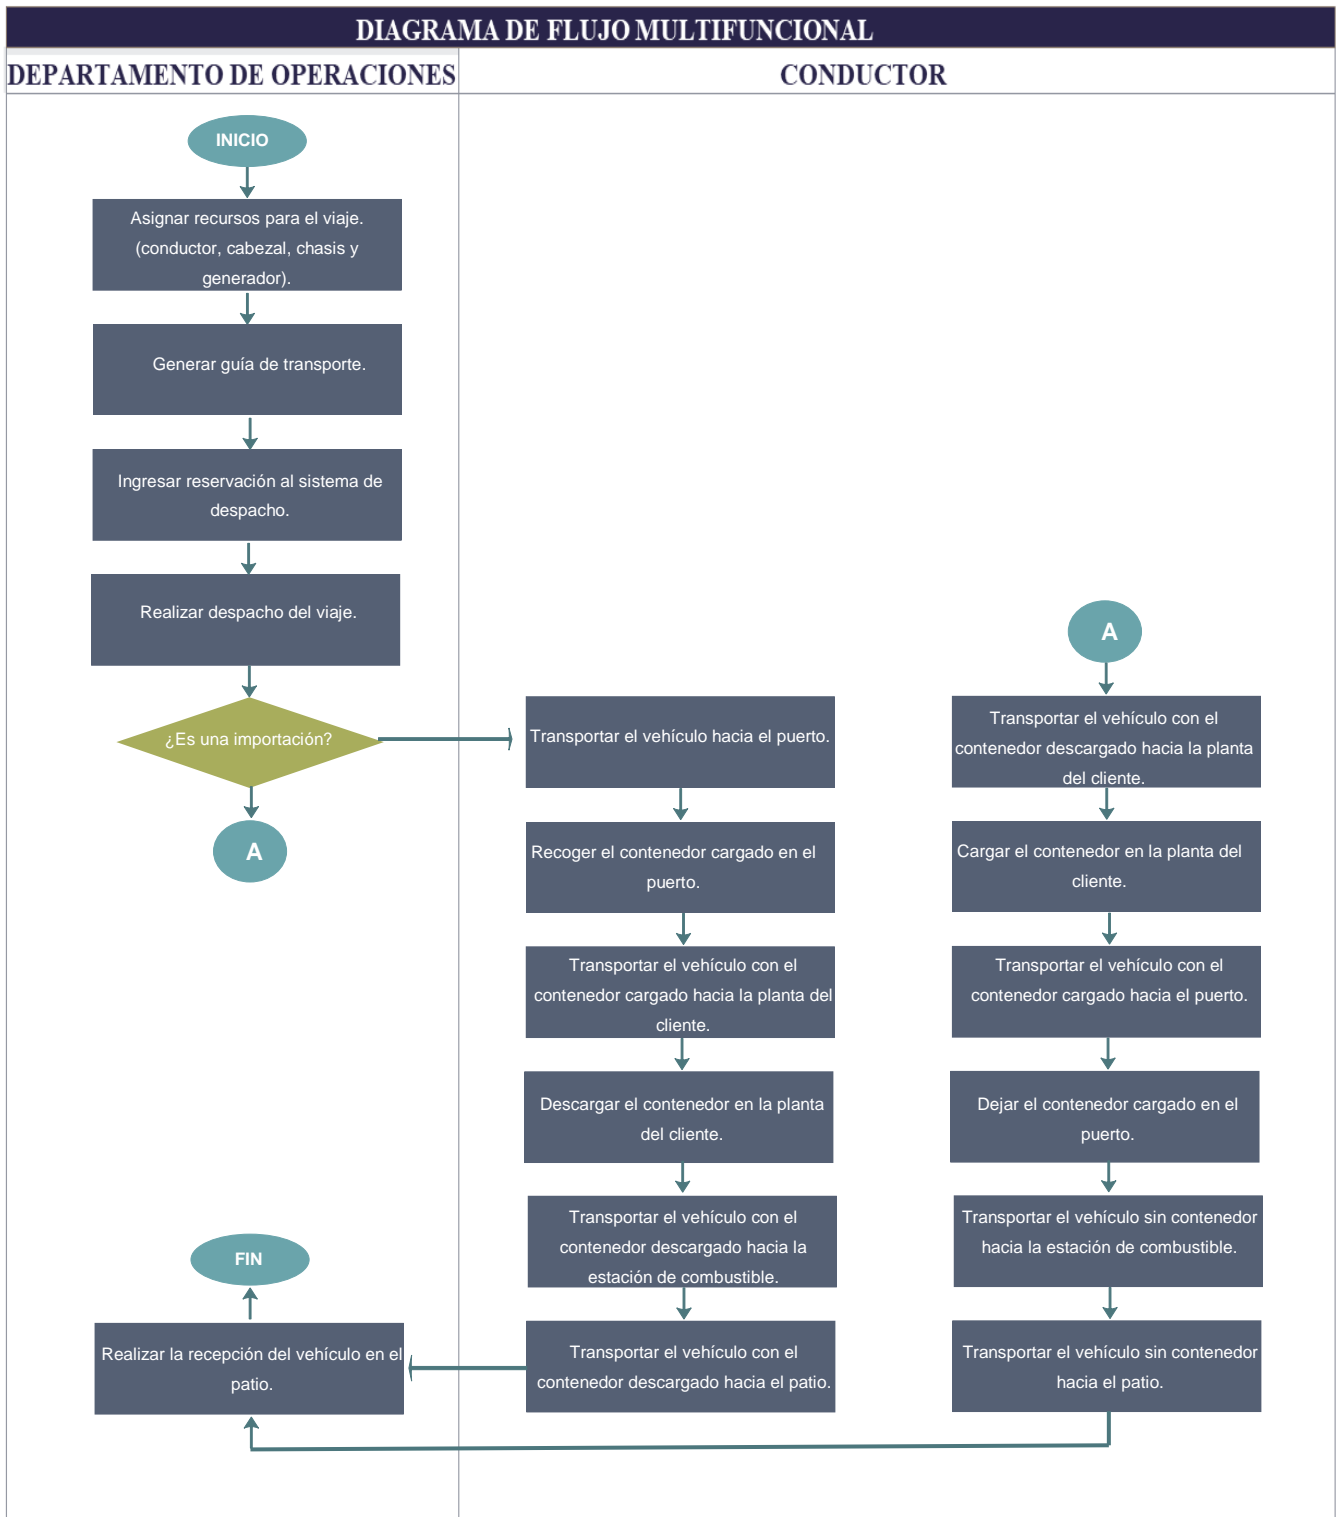 DIAGRAMA DE FLUJO MULTIFUNCIONAL
DEPARTAMENTO DE OPERACIONES
CONDUCTOR
INICIO
Asignar recursos para el viaje.
(conductor, cabezal, chasis y
generador).
Generar guía de transporte.
Ingresar reservación al sistema de
despacho.
Realizar despacho del viaje.
¿Es una importación?
A
Transportar el vehículo hacia el puerto.
Recoger el contenedor cargado en el
puerto.
Transportar el vehículo con el
contenedor cargado hacia la planta del
cliente.
Descargar el contenedor en la planta
del cliente.
Transportar el vehículo con el
contenedor descargado hacia la
estación de combustible.
Transportar el vehículo con el
contenedor descargado hacia el patio.
A
Transportar el vehículo con el
contenedor descargado hacia la planta
del cliente.
Cargar el contenedor en la planta del
cliente.
Transportar el vehículo con el
contenedor cargado hacia el puerto.
Dejar el contenedor cargado en el
puerto.
Transportar el vehículo sin contenedor
hacia la estación de combustible.
Transportar el vehículo sin contenedor
hacia el patio.
Realizar la recepción del vehículo en el
patio.
FIN